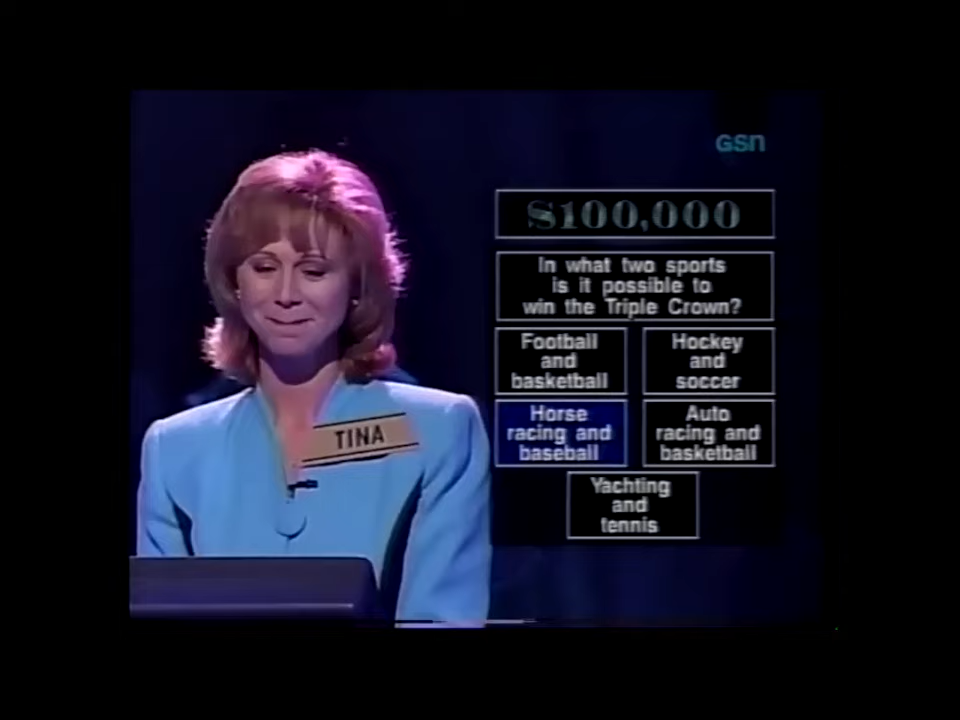 GSN
$100,000
In what two sports
is it possible to
win the Triple Crown?
Football
and
basketball
Hockey
and
soccer
Horse
racing and
baseball
Auto
racing and
basketball
Yachting
and
tennis
TINA